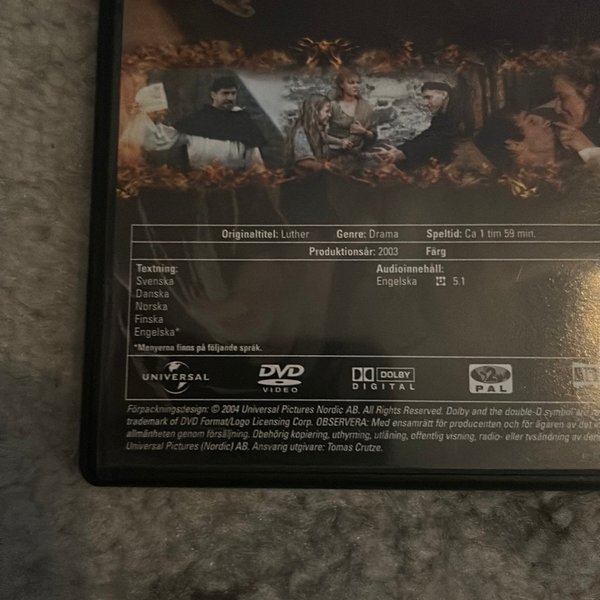 Originaltitel: Luther Genre: Drama Speltid: Ca 1 tim 59 min.
Produktionsår: 2003 Färg
Textning: Audioinnehåll:
Svenska Engelska 5.1
Danska
Norska
Finska
Engelska*
*Menyerna finns på följande språk.
UNIVERSAL DVD VIDEO DOLBY DIGITAL PAL
Förpackningsdesign: © 2004 Universal Pictures Nordic AB. All Rights Reserved. Dolby and the double-D symbol are
trademark of DVD Format/Logo Licensing Corp. OBSERVERA: Med ensamrätt för producenten och för ägaren av det
allmänheten genom försäljning. Obehörig kopiering, uthyrning, utlåning, offentlig visning, radio- eller tvsändning av
Universal Pictures (Nordic) AB. Ansvarig utgivare: Tomas Crutze.